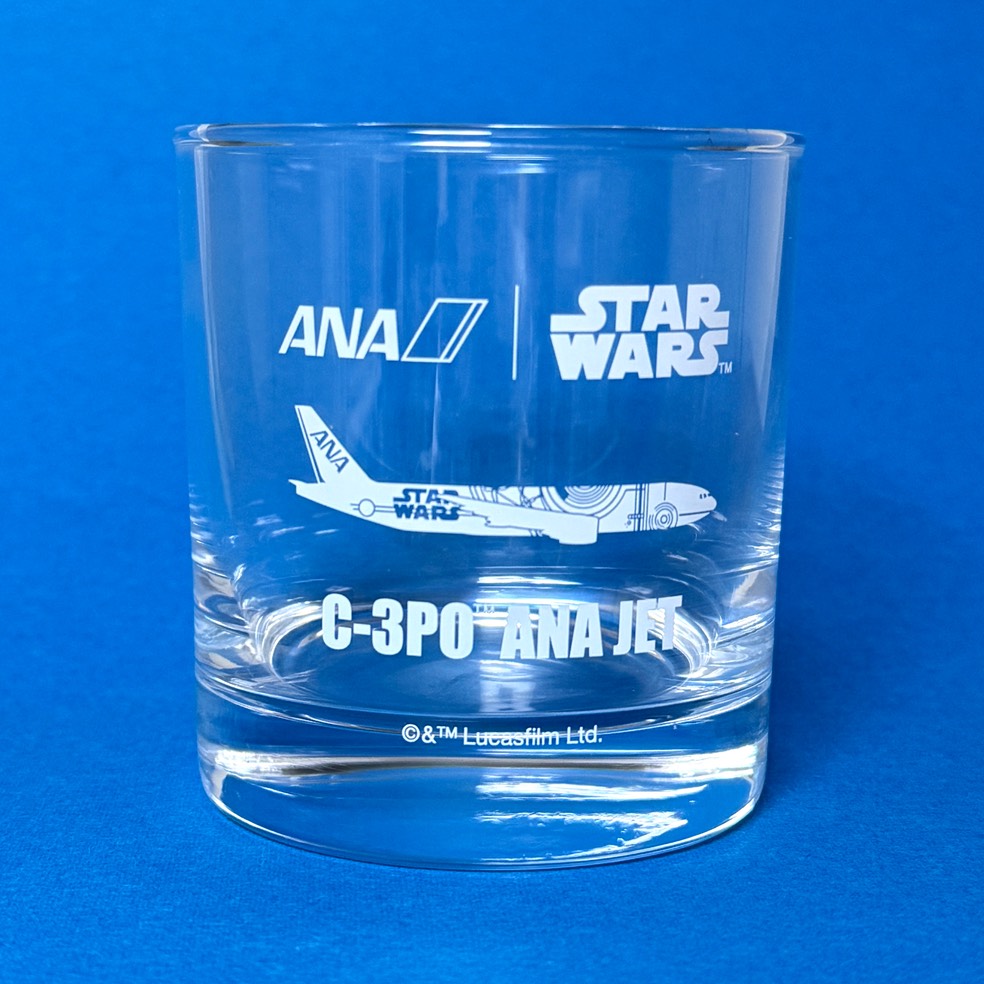 ANA STAR
WARS™
ANA
STAR
WARS
C-3PO™ ANA JET
©&™ Lucasfilm Ltd.